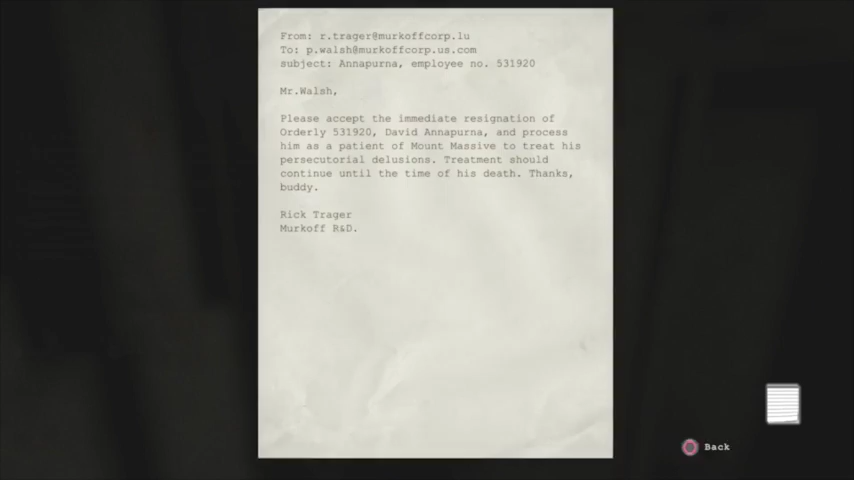 From: r.trager@murkoffcorp.lu
To: p.walsh@murkoffcorp.us.com
subject: Annapurna, employee no. 531920
Mr.Walsh,
Please accept the immediate resignation of
Orderly 531920, David Annapurna, and process
him as a patient of Mount Massive to treat his
persecutorial delusions. Treatment should
continue until the time of his death. Thanks,
buddy.
Rick Trager
Murkoff R&D.
Back